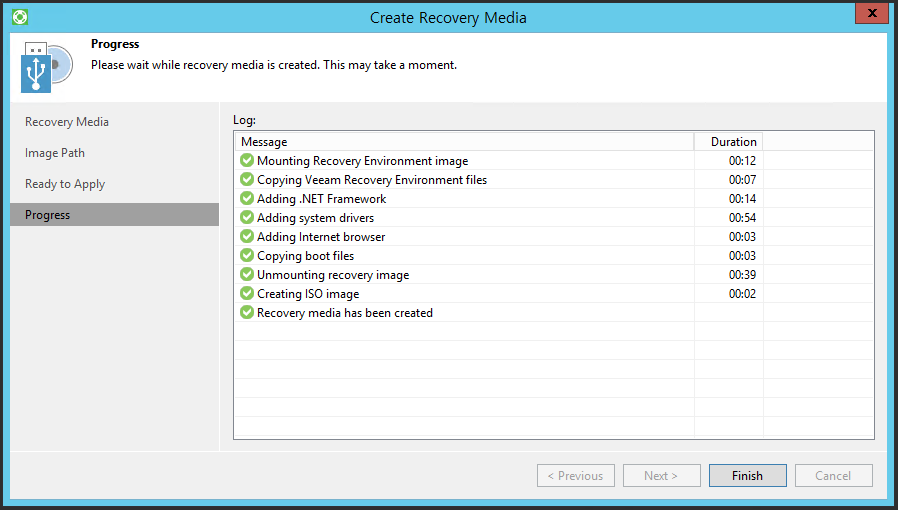 Create Recovery Media
x
Progress
Please wait while recovery media is created. This may take a moment.
Recovery Media
Image Path
Ready to Apply
Progress
Log:
Message Duration
Mounting Recovery Environment image 00:12
Copying Veeam Recovery Environment files 00:07
Adding .NET Framework 00:14
Adding system drivers 00:54
Adding Internet browser 00:03
Copying boot files 00:03
Unmounting recovery image 00:39
Creating ISO image 00:02
Recovery media has been created
< Previous Next > Finish Cancel